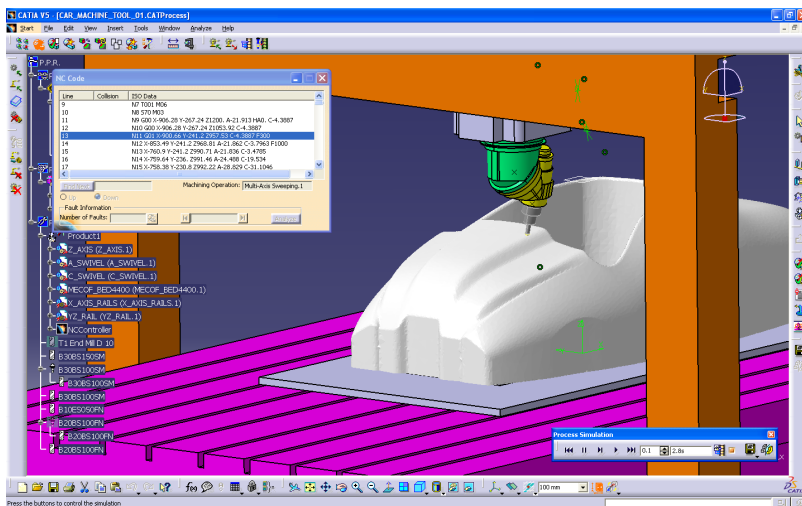 CATIA V5 - [CAR_MACHINE_TOOL_01.CATProcess]
Start File Edit View Insert Tools Window Analyze Help
P.P.R.
NC Code
Line Collision ISO Data
9 N7 T001 M06
10 N8 S70 M03
11 N9 G00 X-906.28 Y-267.24 Z1200. A-21.913 HA0. C-4.3887
12 N10 G00 X-906.28 Y-267.24 Z1053.92 C-4.3887
13 N11 G01 X-900.66 Y-241.2 Z957.53 C-4.3887 F300
14 N12 X-853.49 Y-241.2 Z968.81 A-21.862 C-3.7963 F1000
15 N13 X-760.9 Y-241.2 Z990.71 A-21.836 C-3.4785
16 N14 X-759.64 Y-236. Z991.46 A-24.488 C-19.534
17 N15 X-758.38 Y-230.8 Z992.22 A-28.829 C-31.1046
Machining Operation: Multi-Axis Sweeping.1
Up Down
Fault Information
Number of Faults: Analyze
Product1
Z_AXIS (Z_AXIS.1)
A_SWIVEL (A_SWIVEL.1)
C_SWIVEL (C_SWIVEL.1)
MECOF_BED4400 (MECOF_BED4400.1)
X_AXIS_RAILS (X_AXIS_RAILS.1)
YZ_RAIL (YZ_RAIL.1)
NCController
T1 End Mill D 10
B30BS150SM
B30BS100SM
B30BS100SM
B30BS100SM
B10ES050FN
B20BS100FN
B20BS100FN
B20BS100FN
Process Simulation
0.1 2.8s
100 mm
CATIA
Press the buttons to control the simulation